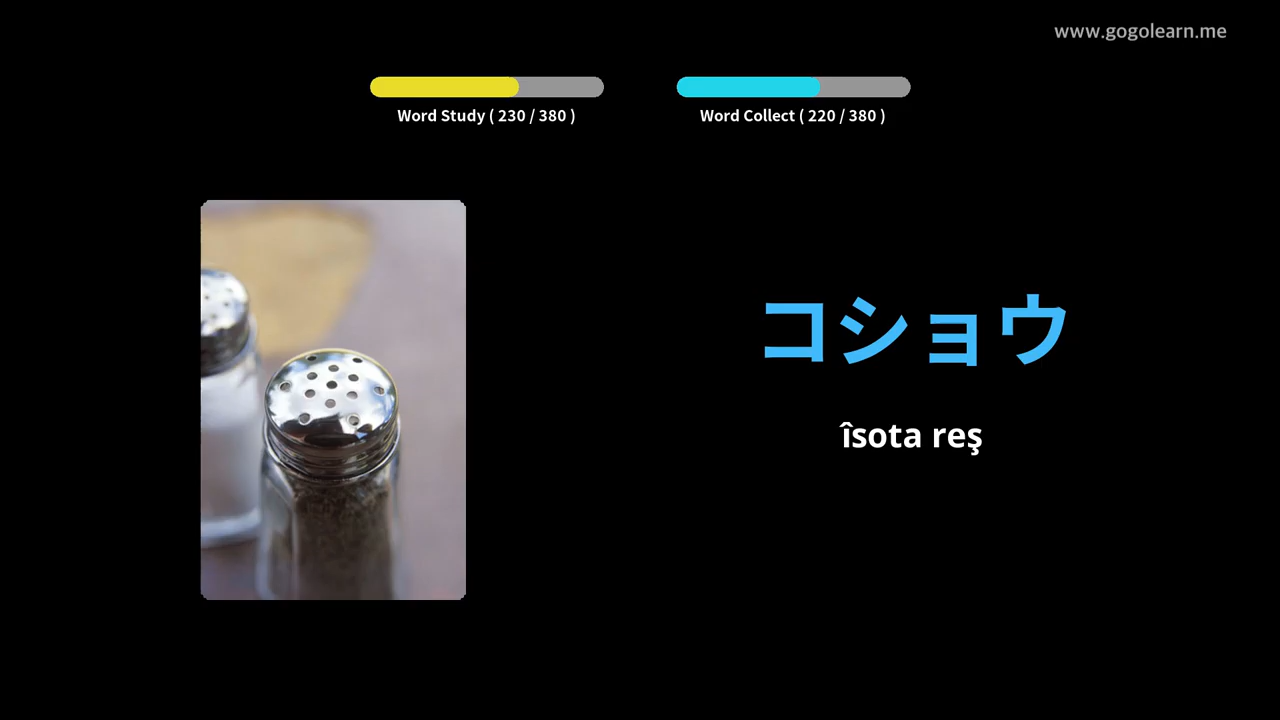 www.gogolearn.me
Word Study ( 230 / 380 )
Word Collect ( 220 / 380 )
コショウ
îsota reş